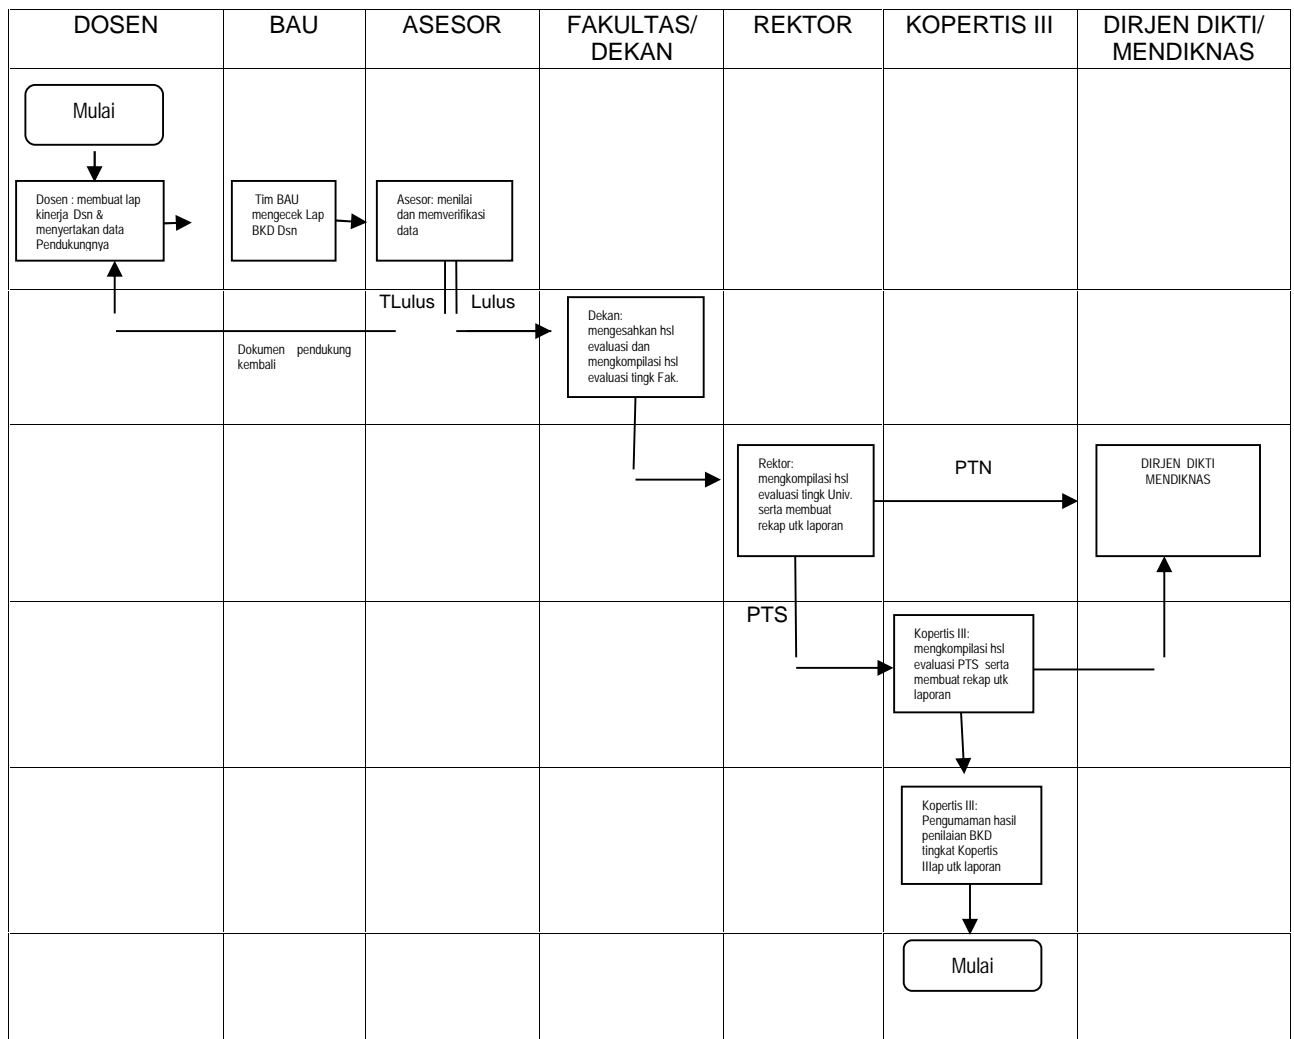 DOSEN
BAU
ASESOR
FAKULTAS/
DEKAN
REKTOR
KOPERTIS III
DIRJEN DIKTI/
MENDIKNAS
Mulai
Dosen : membuat lap
kinerja Dsn &
menyertakan data
Pendukungnya
Tim BAU
mengecek Lap
BKD Dsn
Asesor: menilai
dan memverifikasi
data
TLulus
Lulus
Dokumen pendukung
kembali
Dekan:
mengesahkan hsl
evaluasi dan
mengkompilasi hsl
evaluasi tingk Fak.
Rektor:
mengkompilasi hsl
evaluasi tingk Univ.
serta membuat
rekap utk laporan
PTN
DIRJEN DIKTI
MENDIKNAS
PTS
Kopertis III:
mengkompilasi hsl
evaluasi PTS serta
membuat rekap utk
laporan
Kopertis III:
Pengumaman hasil
penilaian BKD
tingkat Kopertis
IIIap utk laporan
Mulai